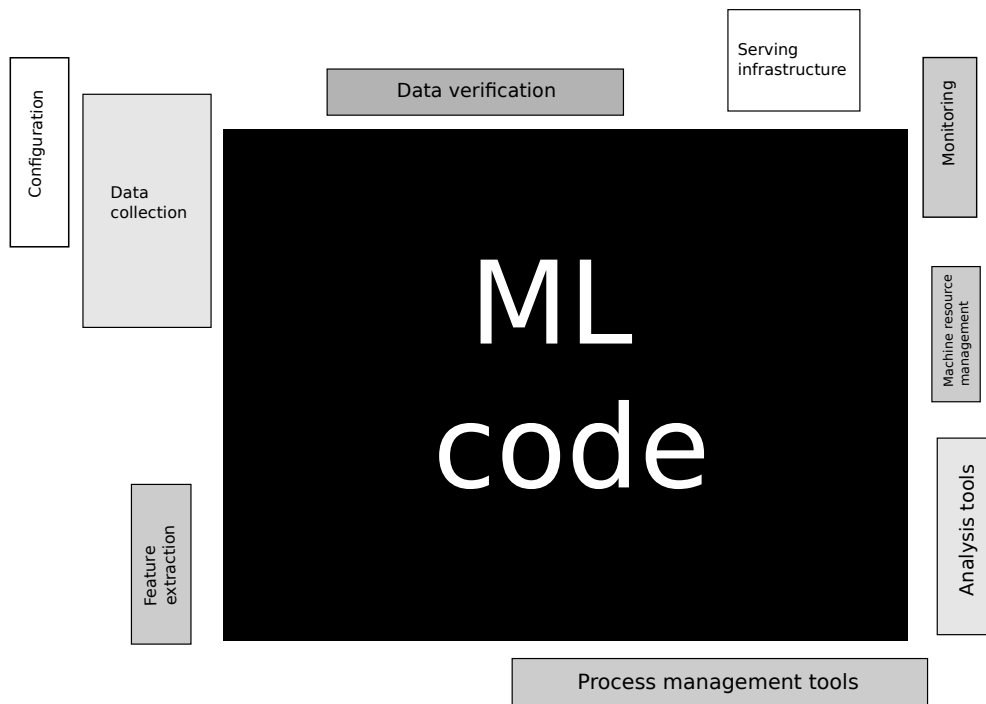 Serving
infrastructure
Data verification
Configuration
Monitoring
Data
collection
ML
code
Machine resource
management
Analysis tools
Feature
extraction
Process management tools